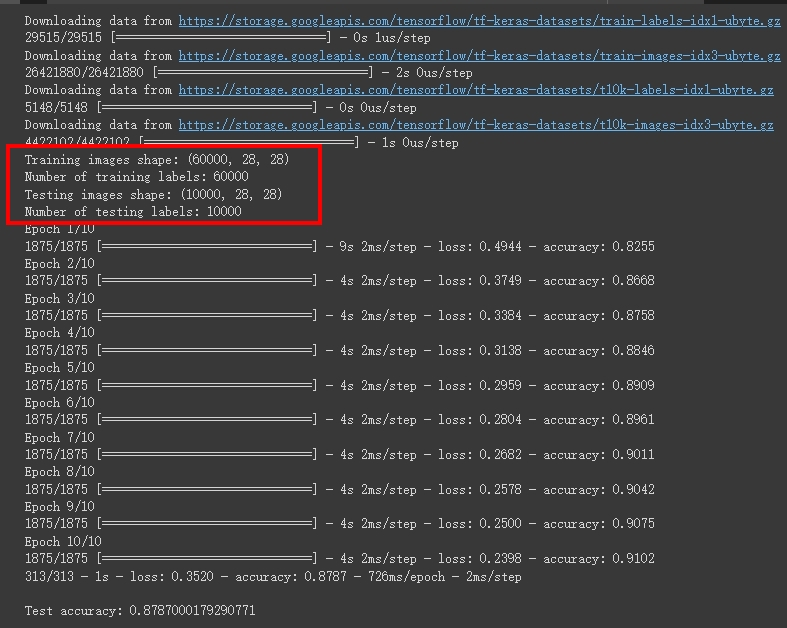 Downloading data from https://storage.googleapis.com/tensorflow/tf-keras-datasets/train-labels-idx1-ubyte.gz
29515/29515 [==============================] - 0s 1us/step
Downloading data from https://storage.googleapis.com/tensorflow/tf-keras-datasets/train-images-idx3-ubyte.gz
26421880/26421880 [==============================] - 2s 0us/step
Downloading data from https://storage.googleapis.com/tensorflow/tf-keras-datasets/t10k-labels-idx1-ubyte.gz
5148/5148 [==============================] - 0s 0us/step
Downloading data from https://storage.googleapis.com/tensorflow/tf-keras-datasets/t10k-images-idx3-ubyte.gz
4422102/4422102 [==============================] - 1s 0us/step
Training images shape: (60000, 28, 28)
Number of training labels: 60000
Testing images shape: (10000, 28, 28)
Number of testing labels: 10000
Epoch 1/10
1875/1875 [==============================] - 9s 2ms/step - loss: 0.4944 - accuracy: 0.8255
Epoch 2/10
1875/1875 [==============================] - 4s 2ms/step - loss: 0.3749 - accuracy: 0.8668
Epoch 3/10
1875/1875 [==============================] - 4s 2ms/step - loss: 0.3384 - accuracy: 0.8758
Epoch 4/10
1875/1875 [==============================] - 4s 2ms/step - loss: 0.3138 - accuracy: 0.8846
Epoch 5/10
1875/1875 [==============================] - 4s 2ms/step - loss: 0.2959 - accuracy: 0.8909
Epoch 6/10
1875/1875 [==============================] - 4s 2ms/step - loss: 0.2804 - accuracy: 0.8961
Epoch 7/10
1875/1875 [==============================] - 4s 2ms/step - loss: 0.2682 - accuracy: 0.9011
Epoch 8/10
1875/1875 [==============================] - 4s 2ms/step - loss: 0.2578 - accuracy: 0.9042
Epoch 9/10
1875/1875 [==============================] - 4s 2ms/step - loss: 0.2500 - accuracy: 0.9075
Epoch 10/10
1875/1875 [==============================] - 4s 2ms/step - loss: 0.2398 - accuracy: 0.9102
313/313 - 1s - loss: 0.3520 - accuracy: 0.8787 - 726ms/epoch - 2ms/step
Test accuracy: 0.8787000179290771